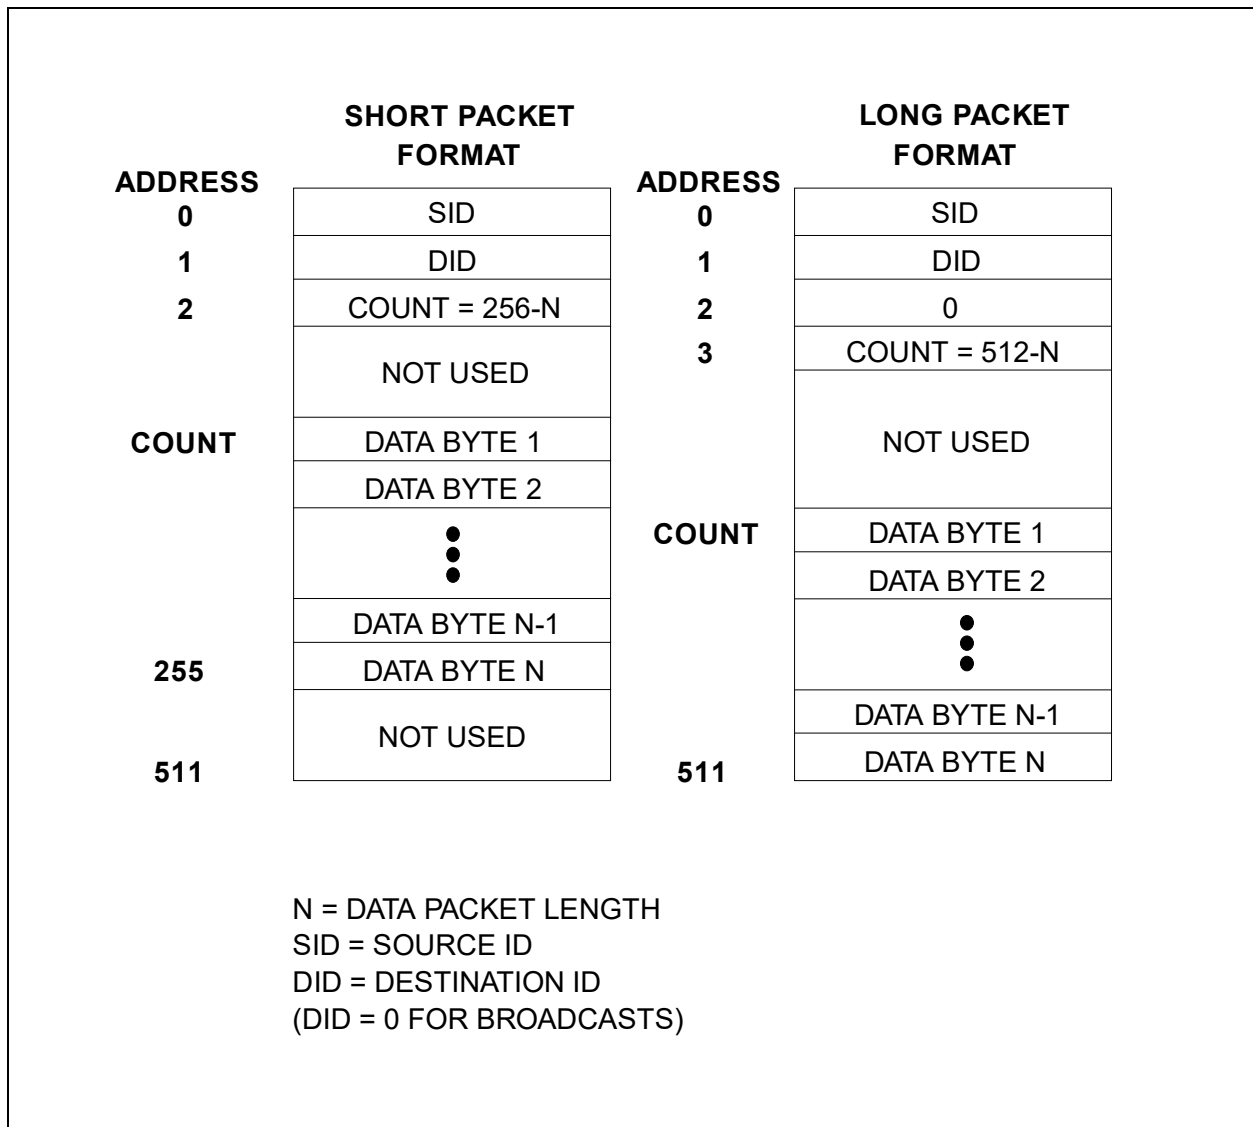 SHORT PACKET
FORMAT
ADDRESS
0
SID
1
DID
2
COUNT = 256-N
NOT USED
COUNT
DATA BYTE 1
DATA BYTE 2
DATA BYTE N-1
255
DATA BYTE N
NOT USED
511
LONG PACKET
FORMAT
ADDRESS
0
SID
1
DID
2
0
3
COUNT = 512-N
NOT USED
COUNT
DATA BYTE 1
DATA BYTE 2
DATA BYTE N-1
511
DATA BYTE N
N = DATA PACKET LENGTH
SID = SOURCE ID
DID = DESTINATION ID
(DID = 0 FOR BROADCASTS)